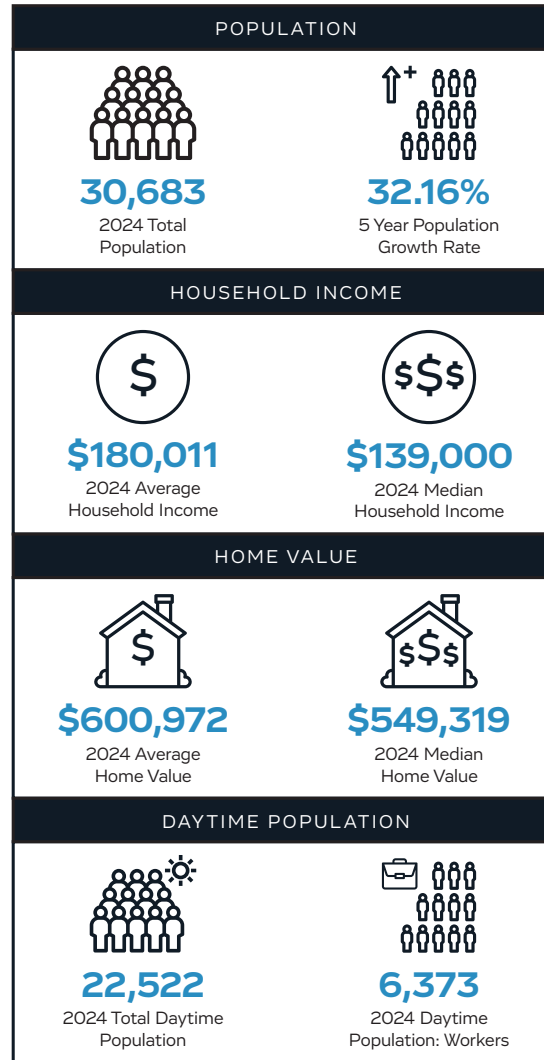 POPULATION
+
30,683
2024 Total
Population
32.16%
5 Year Population
Growth Rate
HOUSEHOLD INCOME
$
$180,011
2024 Average
Household Income
$$$
$139,000
2024 Median
Household Income
HOME VALUE
$
$600,972
2024 Average
Home Value
$$$
$549,319
2024 Median
Home Value
DAYTIME POPULATION
22,522
2024 Total Daytime
Population
6,373
2024 Daytime
Population: Workers